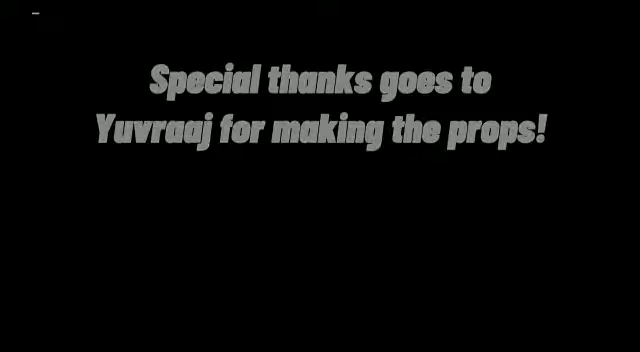 Special thanks goes to
Yuvraaj for making the props!